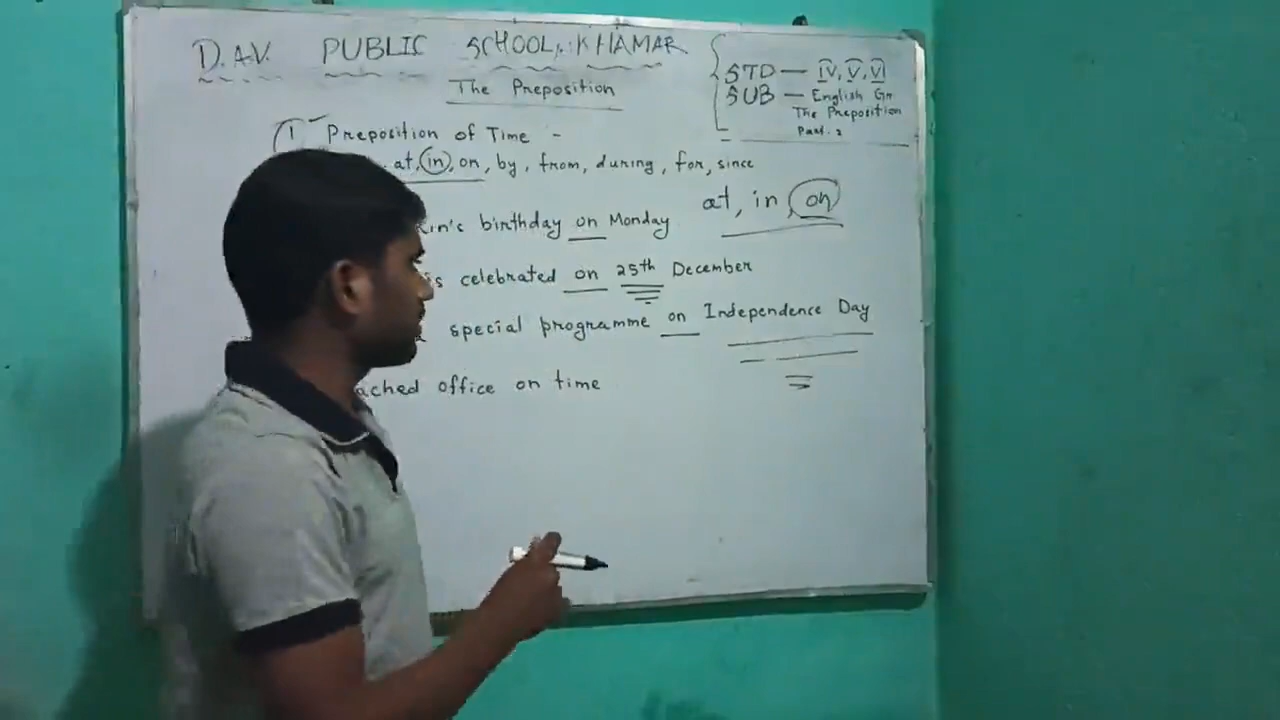 D.A.V. PUBLIC SCHOOL, KHAMAR
STD — IV, V, VI
SUB — English Gr
The Preposition
Part. 2
The Preposition
1 Preposition of Time :-
at, in, on, by, from, during, for, since
at, in, on
birthday on Monday
is celebrated on 25th December
special programme on Independence Day
office on time